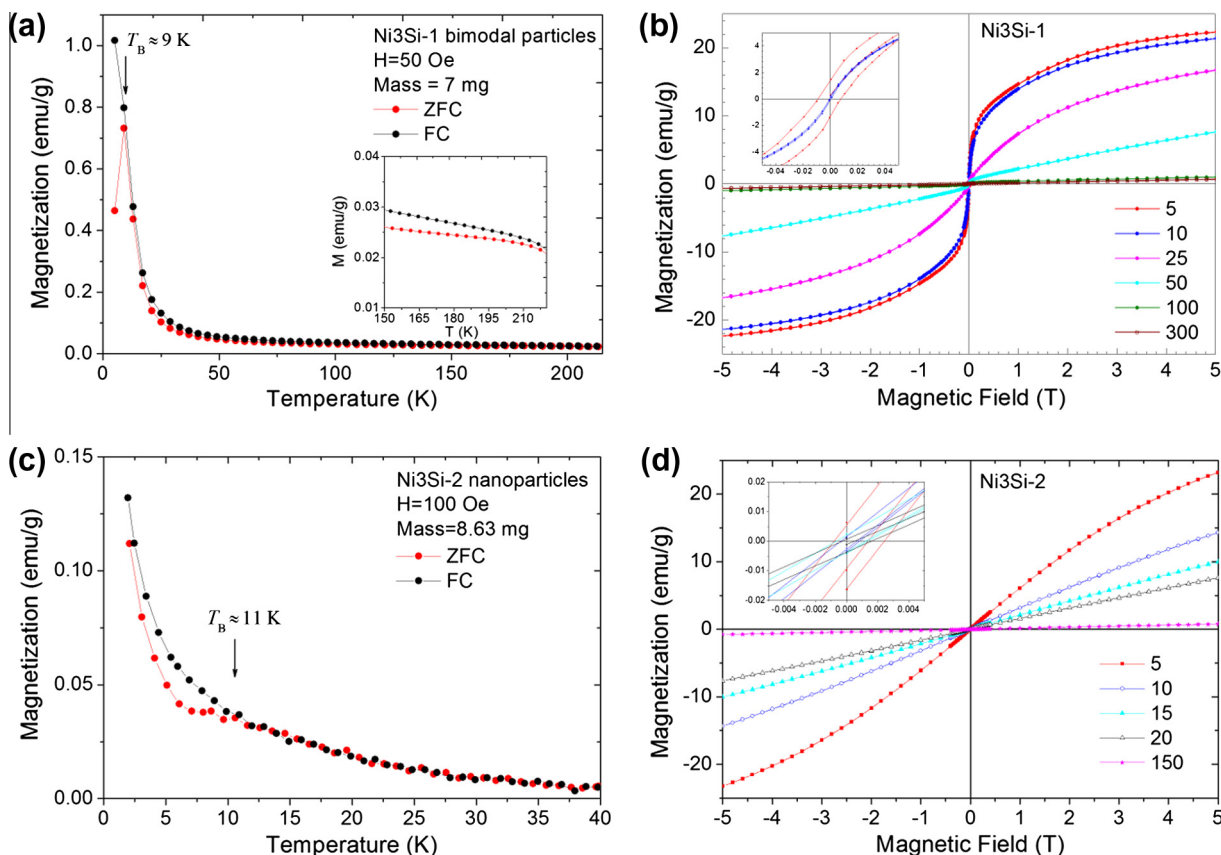 (a)
T_B ≈ 9 K
Ni3Si-1 bimodal particles
H=50 Oe
Mass = 7 mg
ZFC
FC
Magnetization (emu/g)
1.0
0.8
0.6
0.4
0.2
0.0
0 50 100 150 200
Temperature (K)
M (emu/g)
0.04
0.03
0.02
0.01
150 165 180 195 210
T (K)
(b)
Ni3Si-1
Magnetization (emu/g)
20
10
0
-10
-20
-5 -4 -3 -2 -1 0 1 2 3 4 5
Magnetic Field (T)
4
2
0
-2
-4
-0.04 -0.02 0.00 0.02 0.04
5
10
25
50
100
300
(c)
T_B ≈ 11 K
Ni3Si-2 nanoparticles
H=100 Oe
Mass=8.63 mg
ZFC
FC
Magnetization (emu/g)
0.15
0.10
0.05
0.00
0 5 10 15 20 25 30 35 40
Temperature (K)
(d)
Ni3Si-2
Magnetization (emu/g)
20
10
0
-10
-20
-5 -4 -3 -2 -1 0 1 2 3 4 5
Magnetic Field (T)
0.02
0.01
0.00
-0.01
-0.02
-0.004 -0.002 0.000 0.002 0.004
5
10
15
20
150